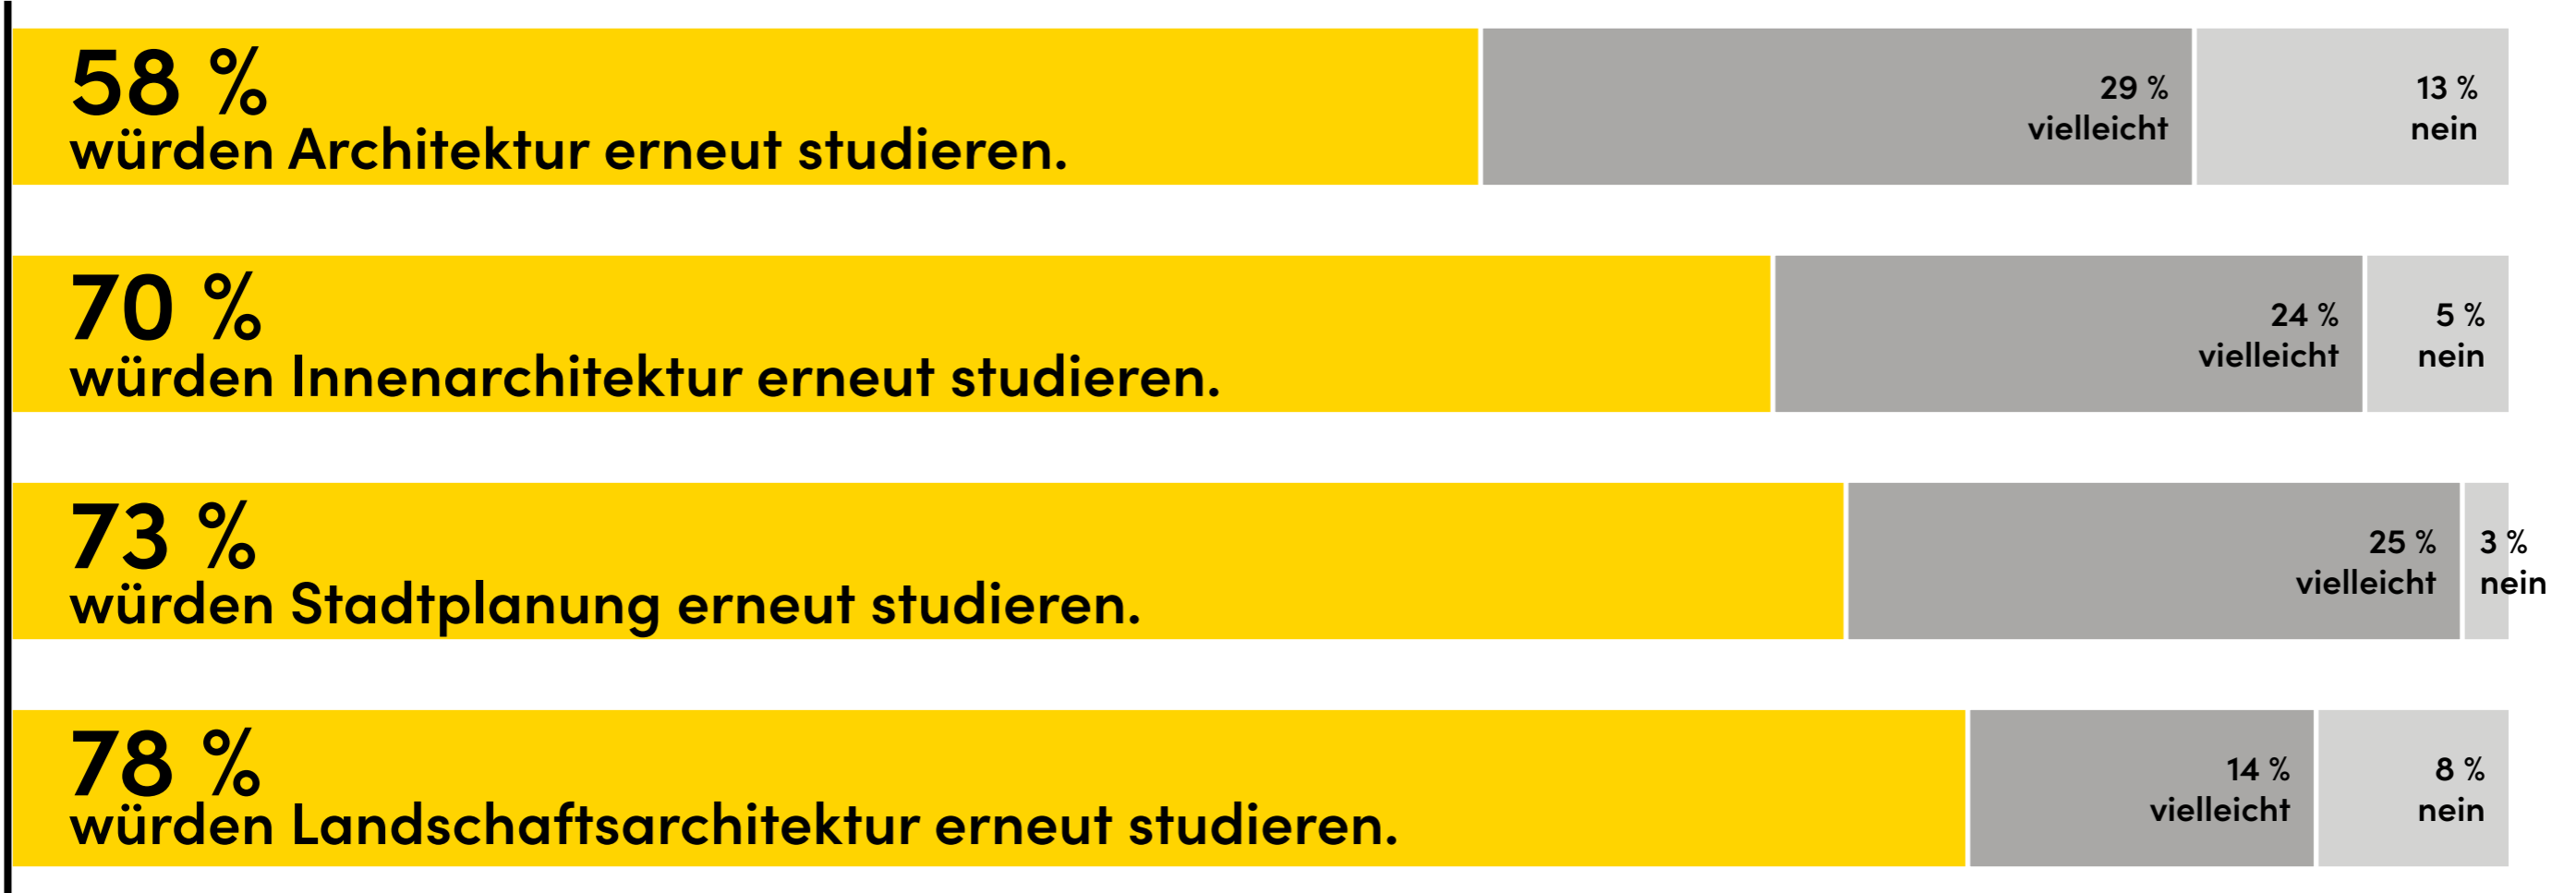 58 %
würden Architektur erneut studieren.
29 %
vielleicht
13 %
nein
70 %
würden Innenarchitektur erneut studieren.
24 %
vielleicht
5 %
nein
73 %
würden Stadtplanung erneut studieren.
25 %
vielleicht
3 %
nein
78 %
würden Landschaftsarchitektur erneut studieren.
14 %
vielleicht
8 %
nein